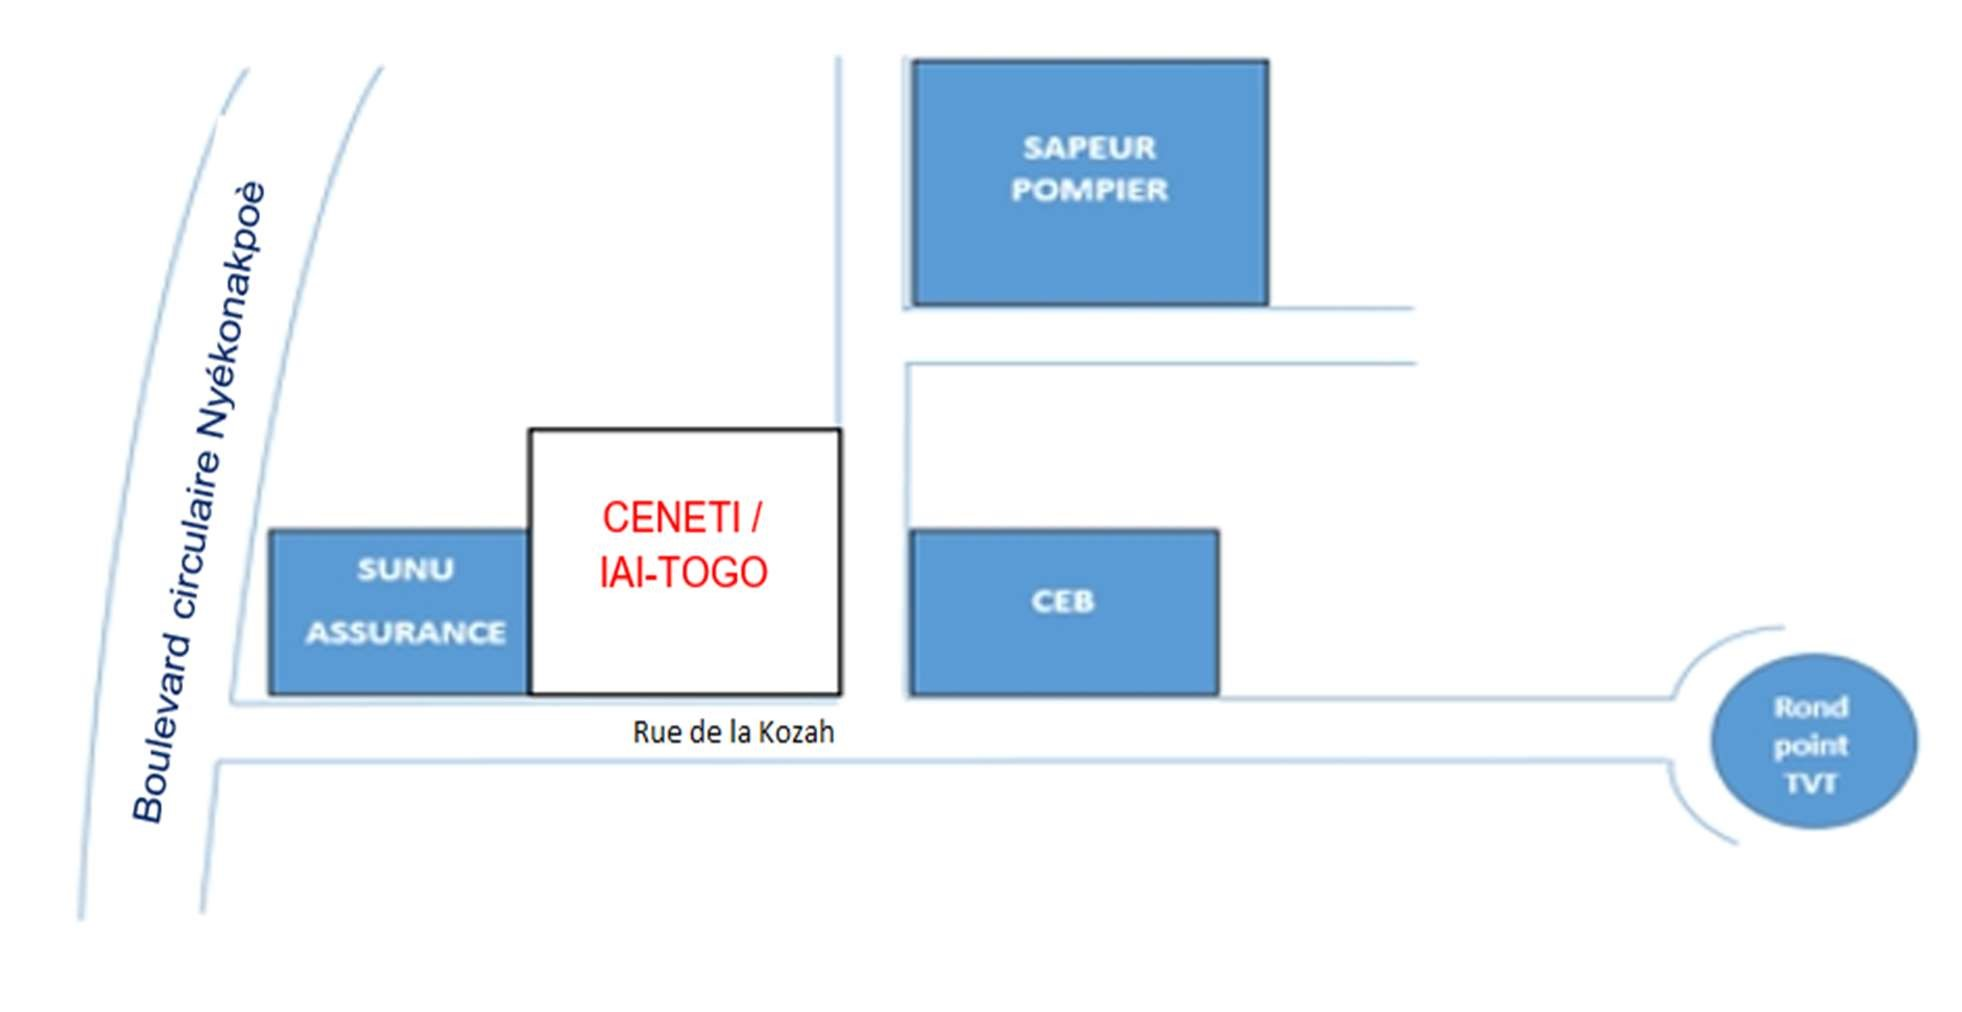 SAPEUR
POMPIER
Boulevard circulaire Nyékonakpoè
CENETI /
IAI-TOGO
SUNU
ASSURANCE
CEB
Rue de la Kozah
Rond
point
TVT